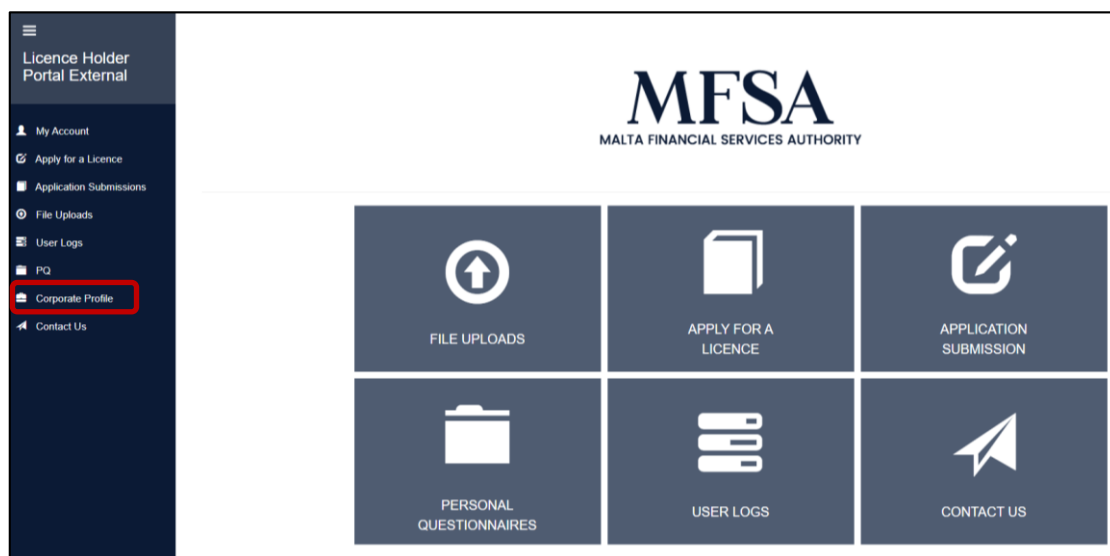 Licence Holder
Portal External
My Account
Apply for a Licence
Application Submissions
File Uploads
User Logs
PQ
Corporate Profile
Contact Us
MFSA
MALTA FINANCIAL SERVICES AUTHORITY
FILE UPLOADS
APPLY FOR A
LICENCE
APPLICATION
SUBMISSION
PERSONAL
QUESTIONNAIRES
USER LOGS
CONTACT US